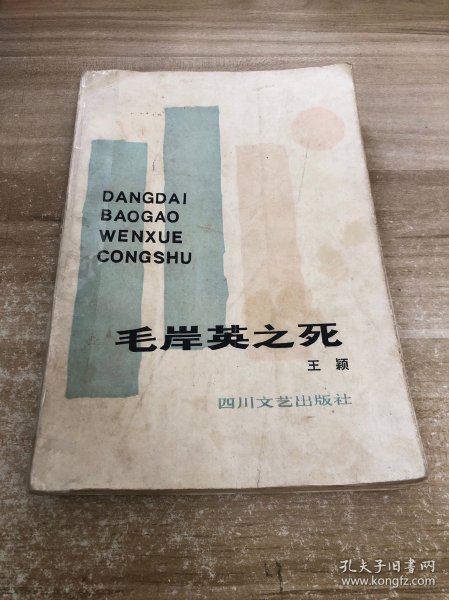 DANGDAI
BAOGAO
WENXUE
CONGSHU
毛岸英之死
王 颖
四川文艺出版社
孔夫子旧书网
www.kongfz.com